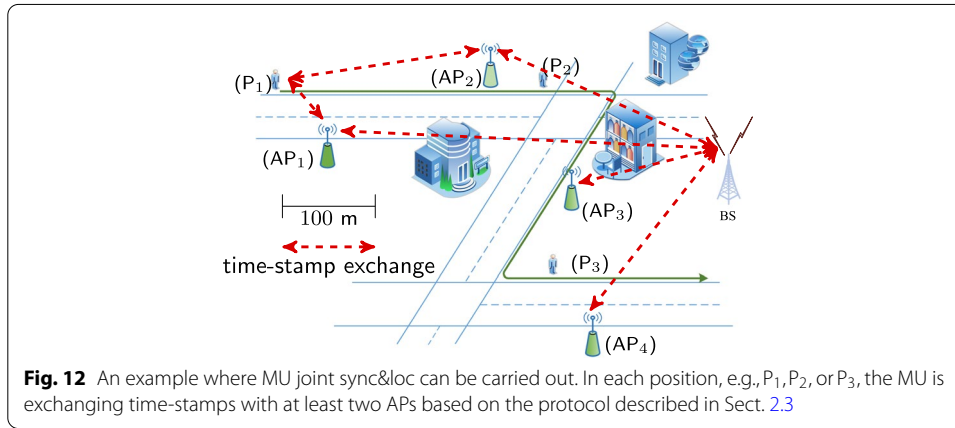 (P₁)
(AP₂)
(P₂)
(AP₁)
BS
(AP₃)
100 m
(P₃)
time-stamp exchange
(AP₄)
Fig. 12 An example where MU joint sync&loc can be carried out. In each position, e.g., P₁, P₂, or P₃, the MU is
exchanging time-stamps with at least two APs based on the protocol described in Sect. 2.3